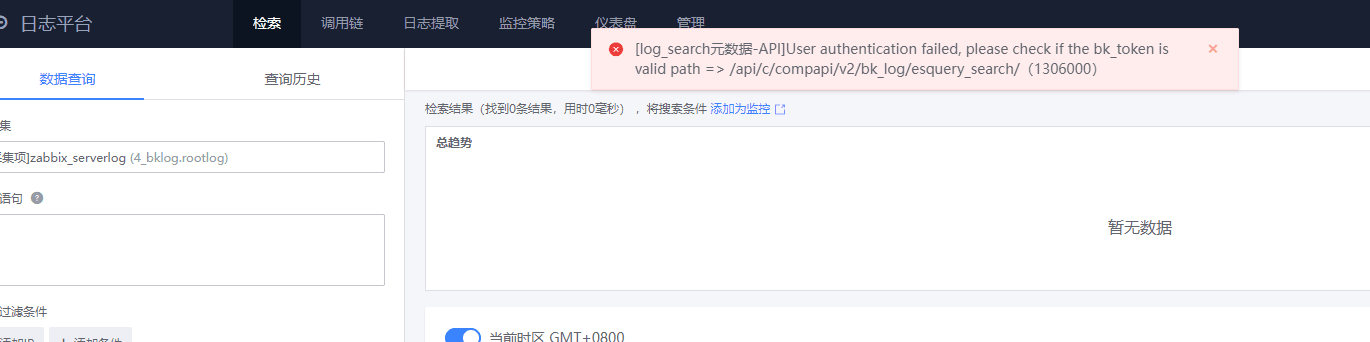 日志平台
检索
调用链
日志提取
监控策略
仪表盘
管理
[log_search元数据-API]User authentication failed, please check if the bk_token is
valid path => /api/c/compapi/v2/bk_log/esquery_search/（1306000）
数据查询
查询历史
检索结果（找到0条结果，用时0毫秒） ，将搜索条件 添加为监控
集
集项]zabbix_serverlog (4_bklog.rootlog)
总趋势
语句
暂无数据
过滤条件
当前时区 GMT+0800